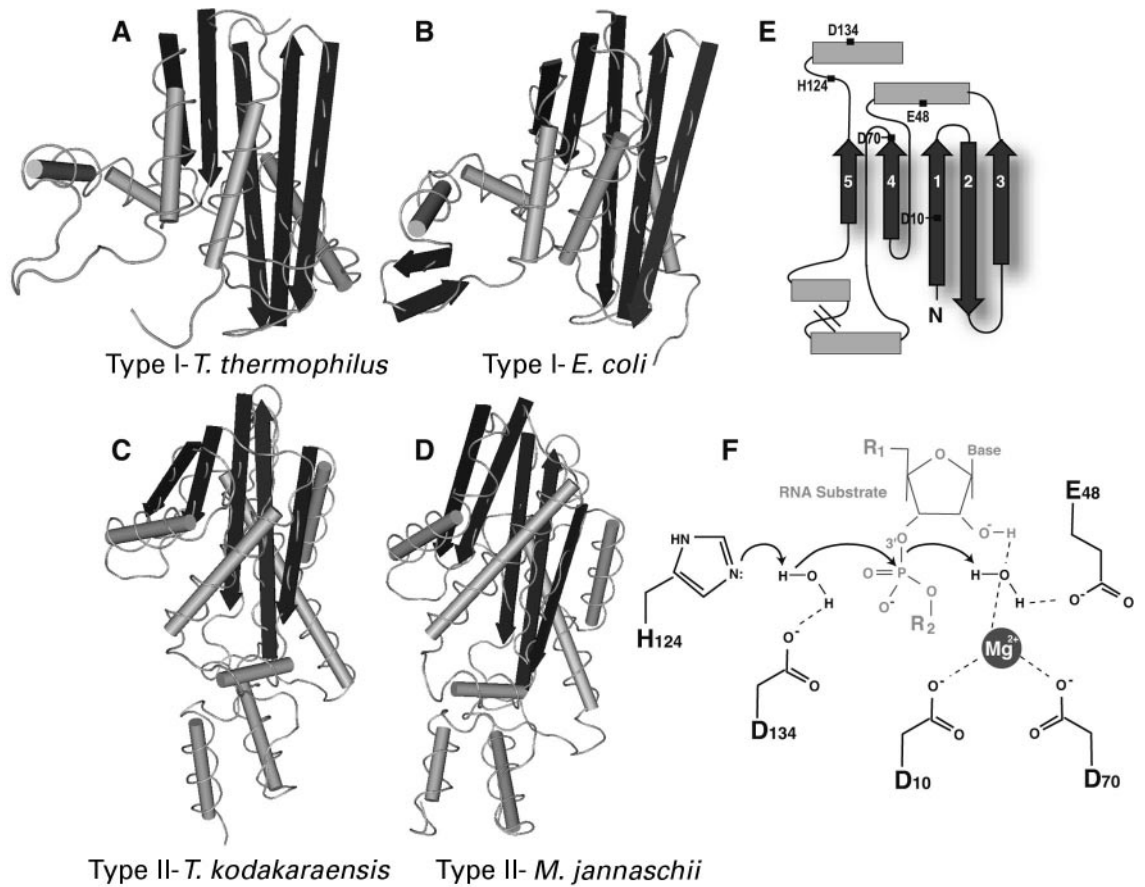 A
B
E
D134
H124
E48
D70
5
4
1
2
3
D10
N
Type I- T. thermophilus
Type I- E. coli
C
D
F
R1
O
Base
RNA Substrate
E48
3'
O
O- H
HN
N:
H-O
H
O=P
O-
O
R2
H-O
H
O-
O
Mg2+
H124
O-
O
D134
O-
O
D10
O-
O
D70
Type II- T. kodakaraensis
Type II- M. jannaschii